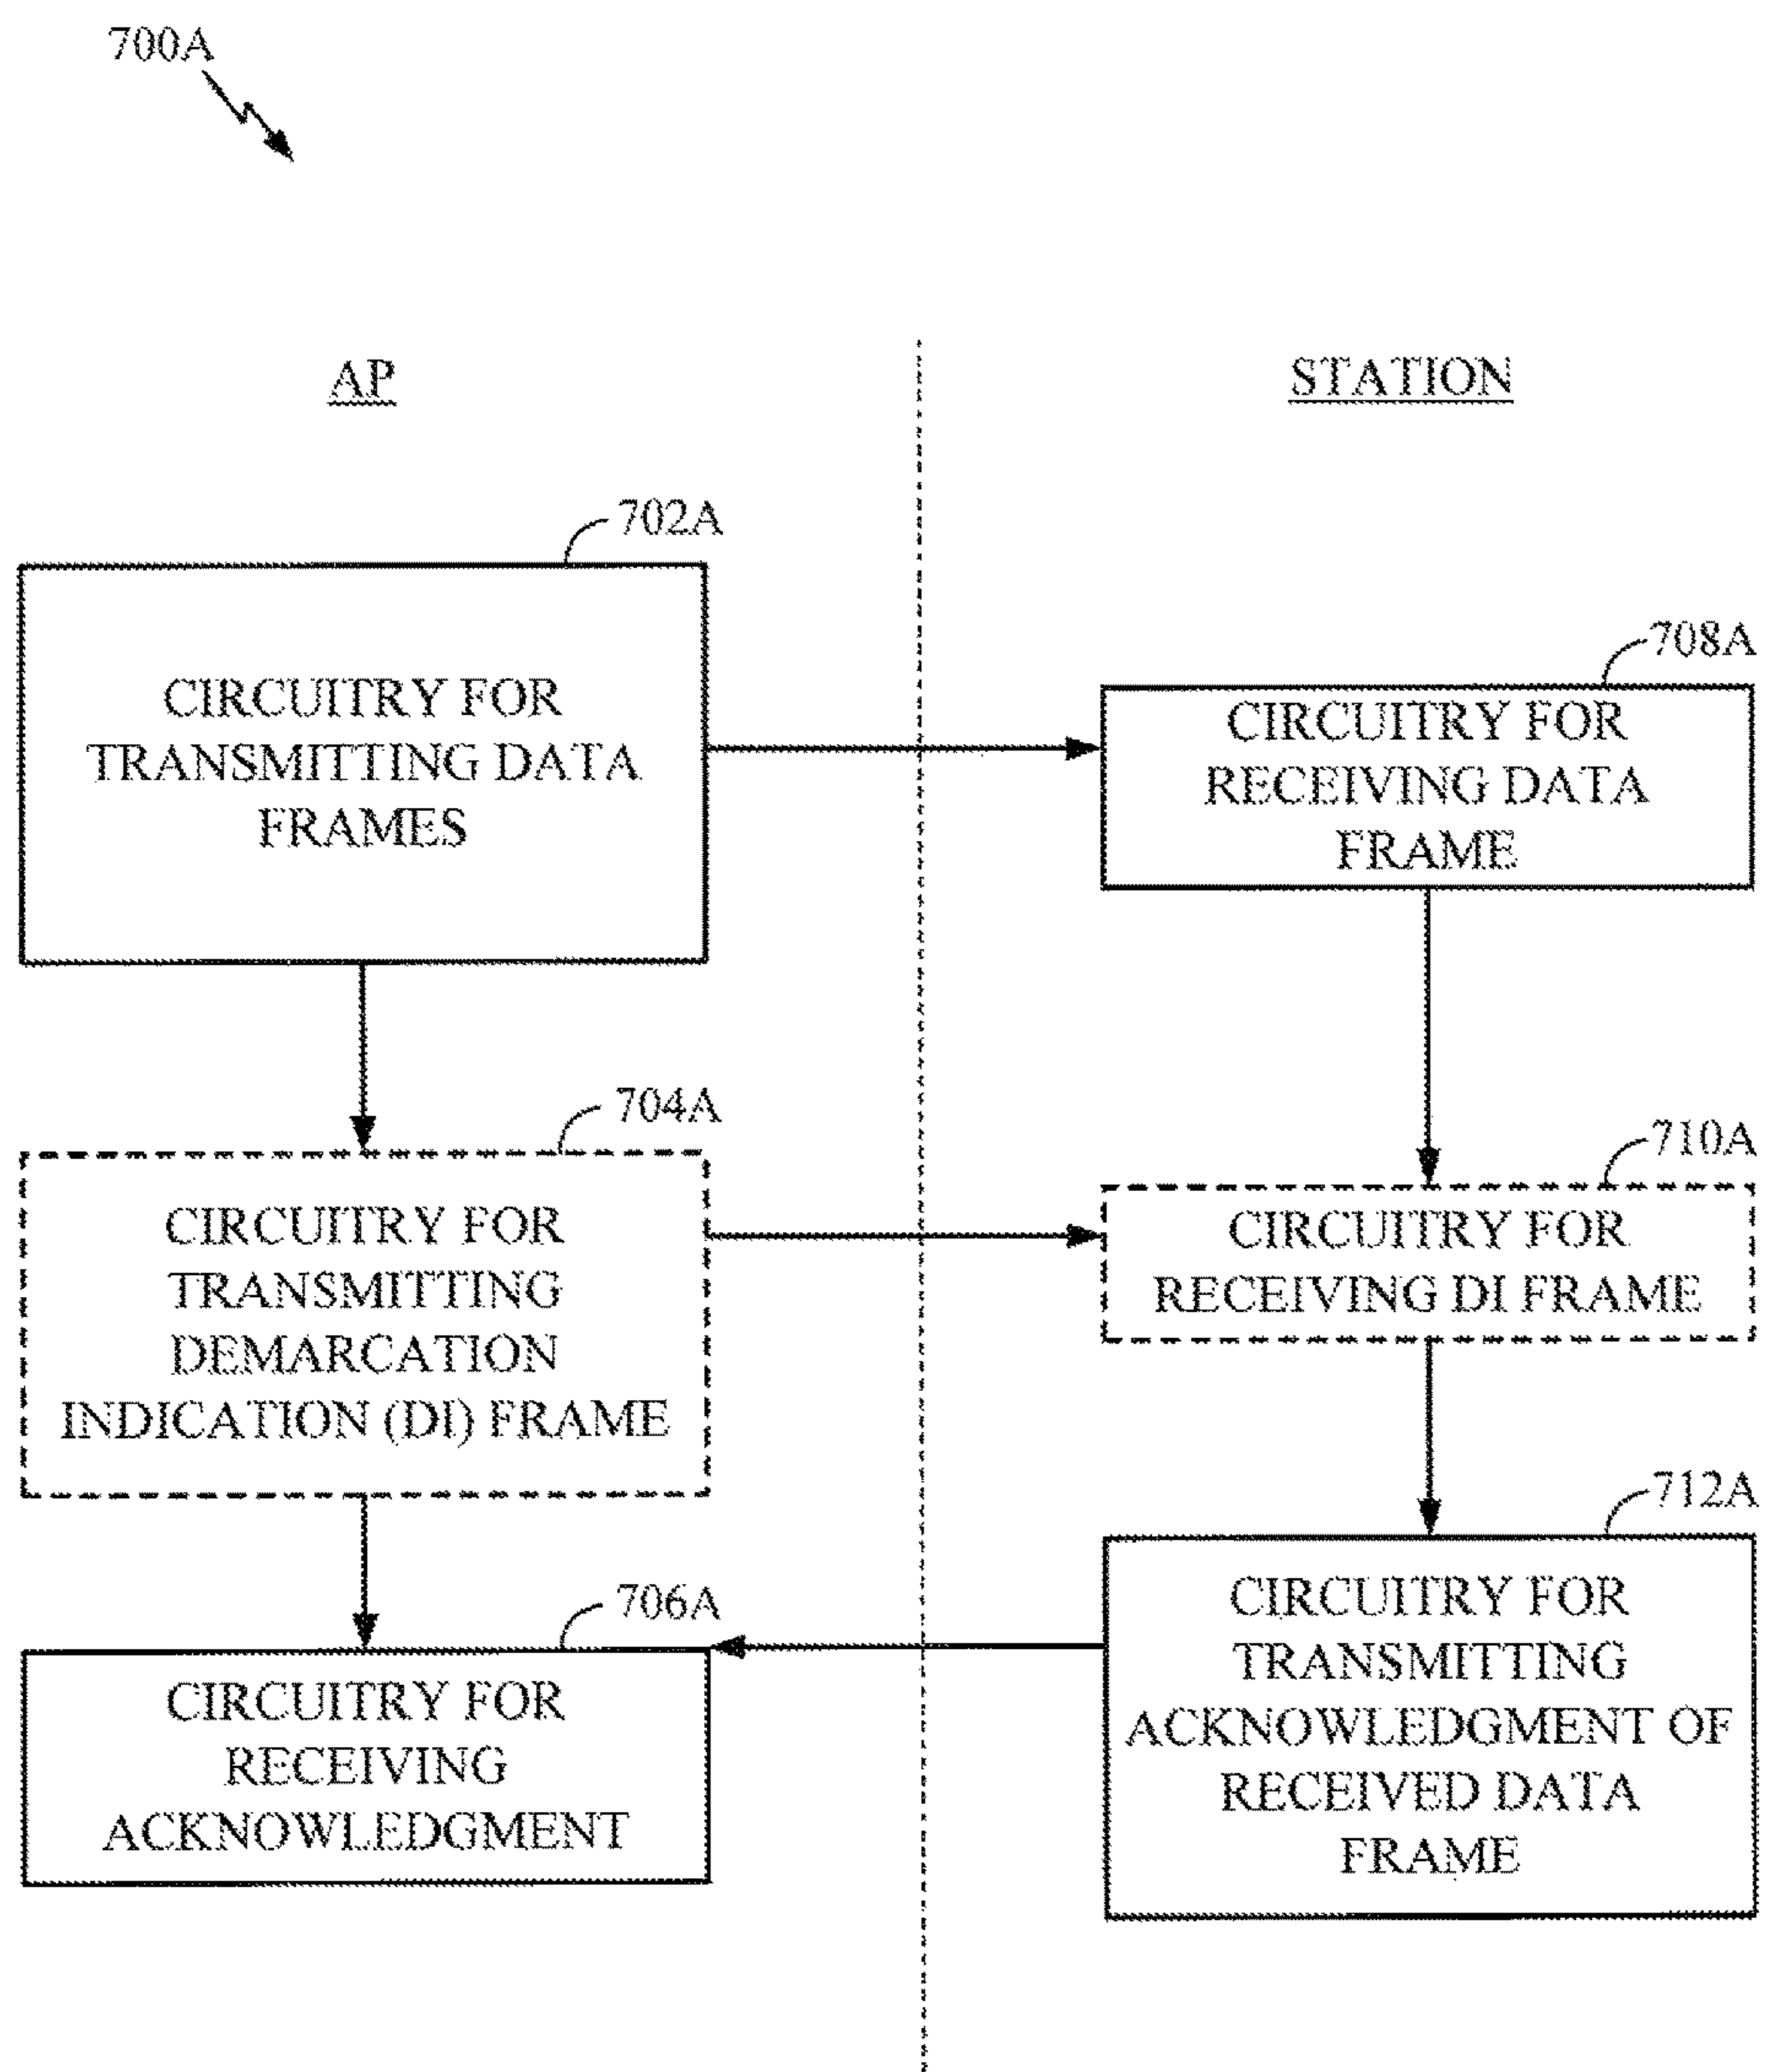 700A
AP
STATION
702A
CIRCUITRY FOR
TRANSMITTING DATA
FRAMES
708A
CIRCUITRY FOR
RECEIVING DATA
FRAME
704A
CIRCUITRY FOR
TRANSMITTING
DEMARCATION
INDICATION (DI) FRAME
710A
CIRCUITRY FOR
RECEIVING DI FRAME
706A
CIRCUITRY FOR
RECEIVING
ACKNOWLEDGMENT
712A
CIRCUITRY FOR
TRANSMITTING
ACKNOWLEDGMENT OF
RECEIVED DATA
FRAME